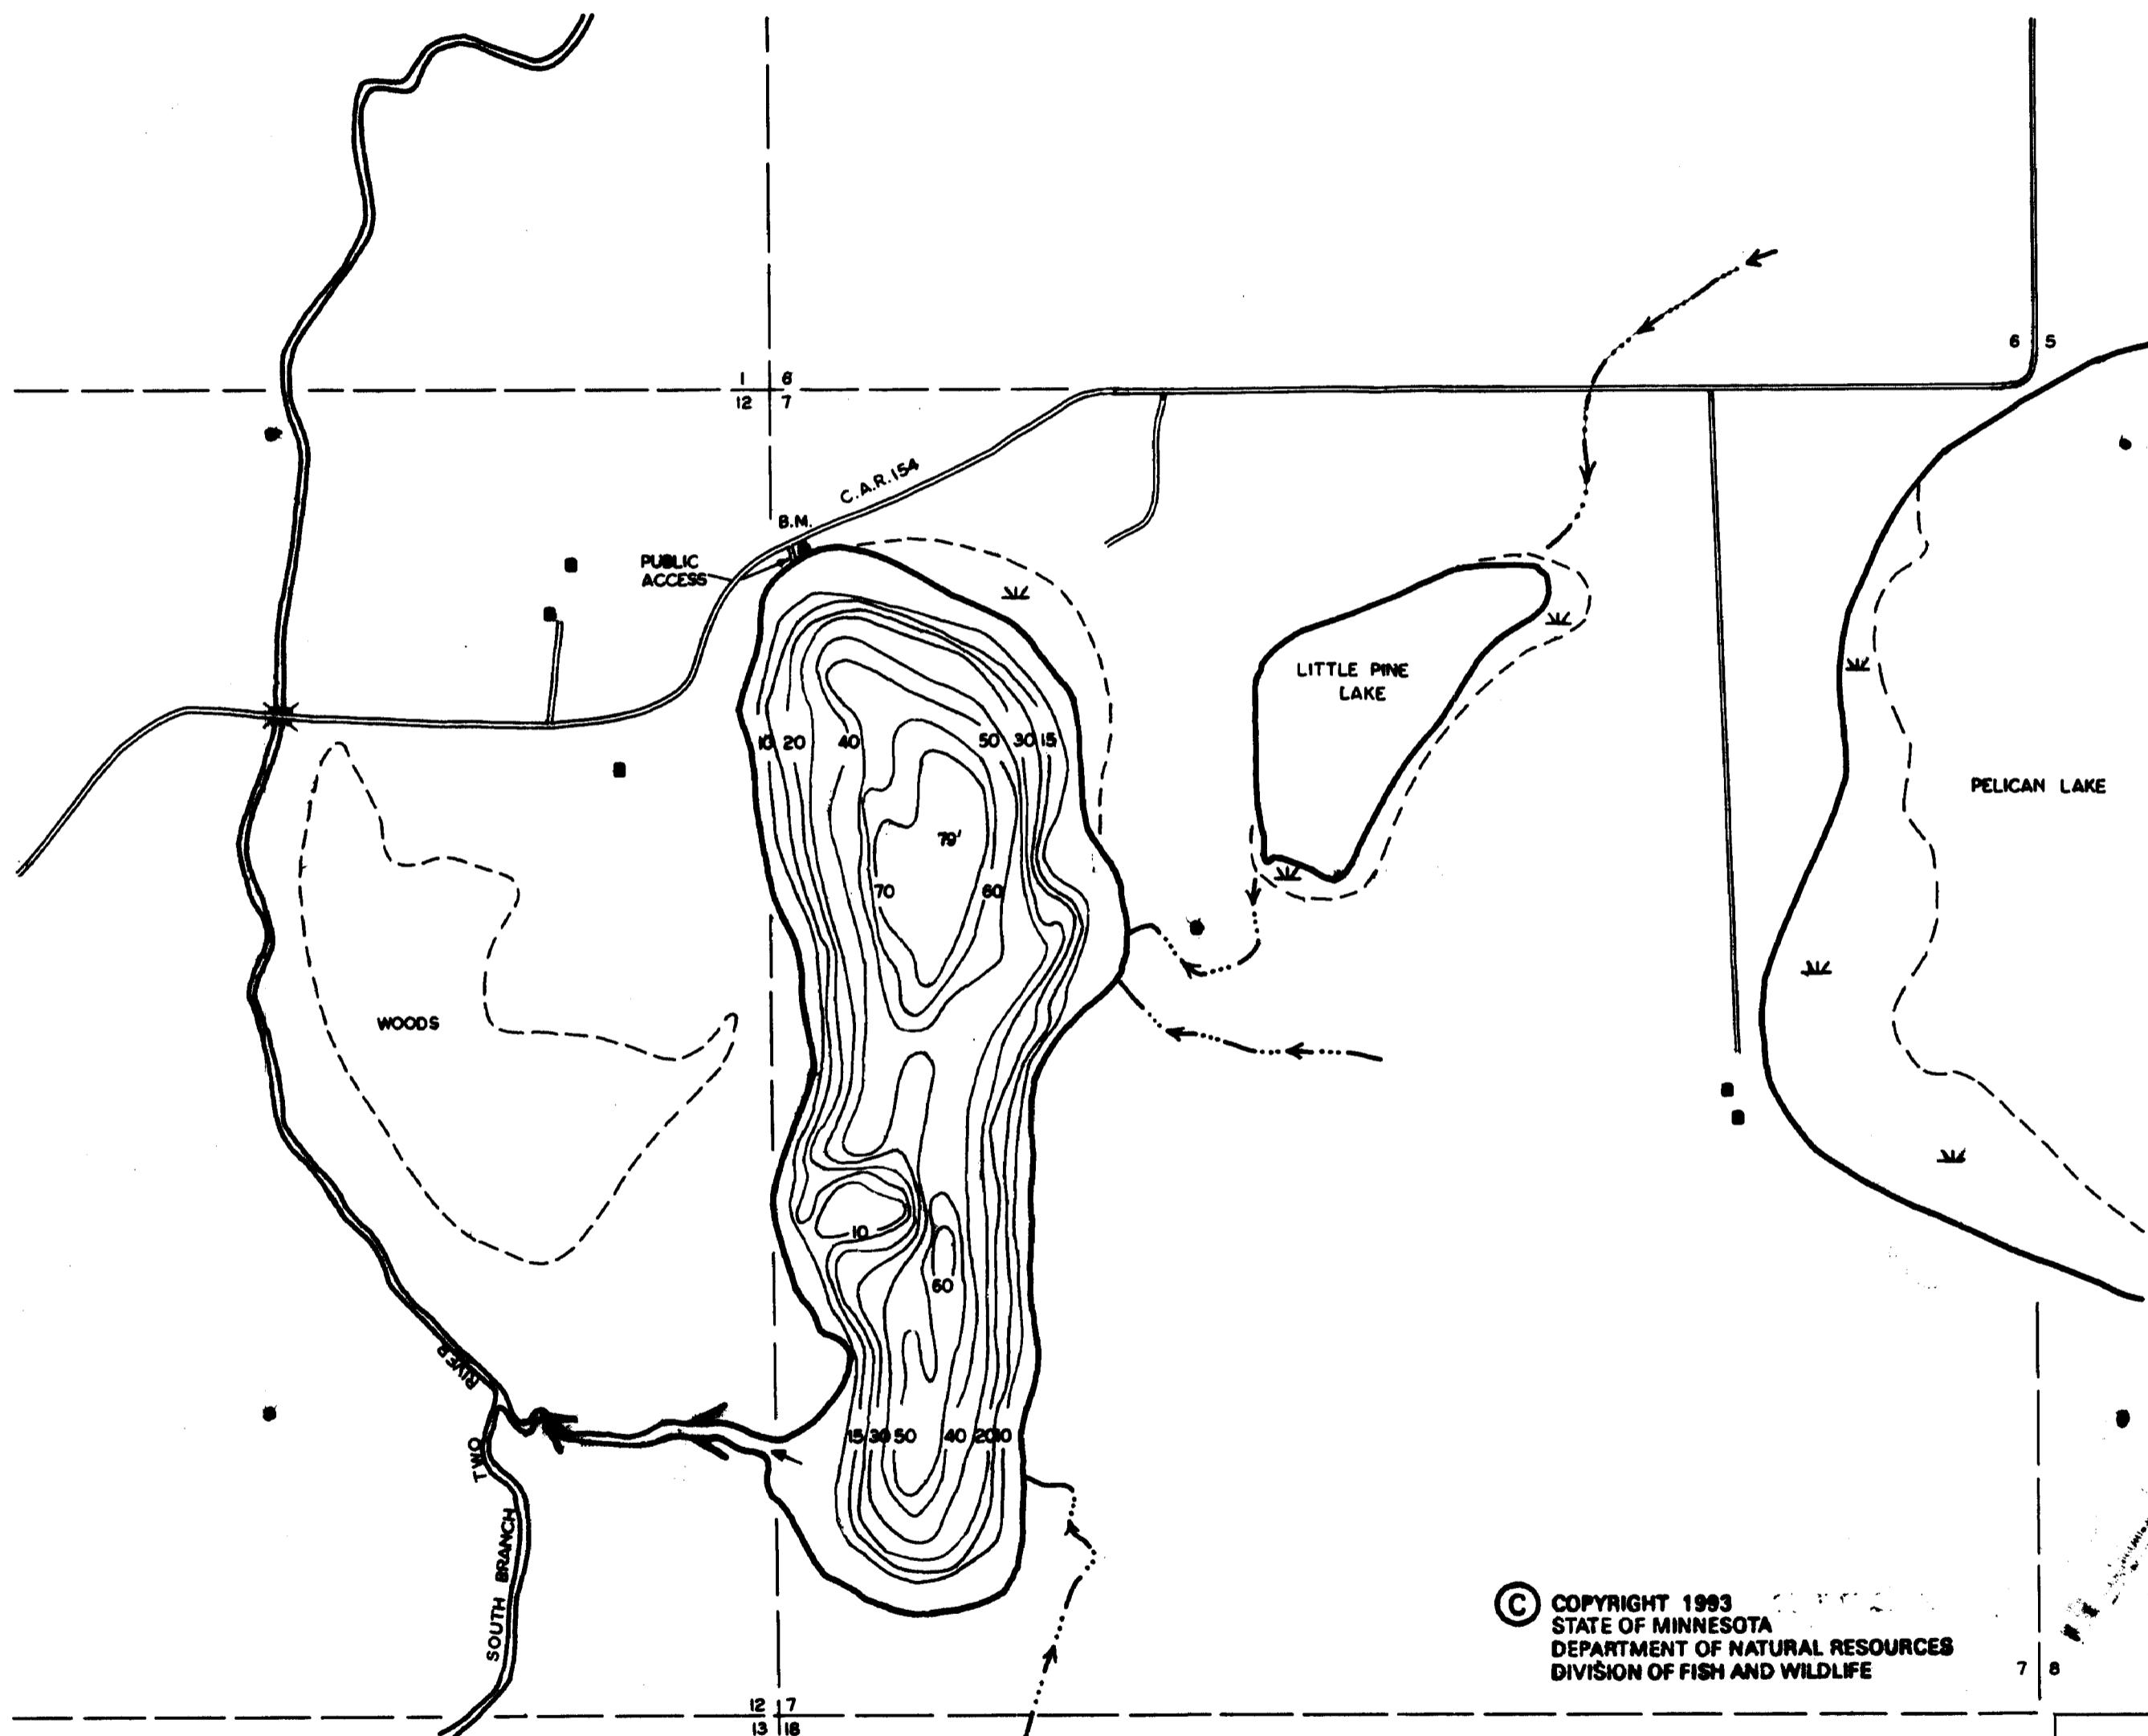 6 5
1 6
12 7
C.A.R. 154
B.M.
PUBLIC
ACCESS
LITTLE PINE
LAKE
10 20 40 50 30 15
PELICAN LAKE
79'
70 60
WOODS
10
60
RIVER
TWO
15 30 50 40 20 10
SOUTH BRANCH
© COPYRIGHT 1993
STATE OF MINNESOTA
DEPARTMENT OF NATURAL RESOURCES
DIVISION OF FISH AND WILDLIFE
7 8
12 7
13 18